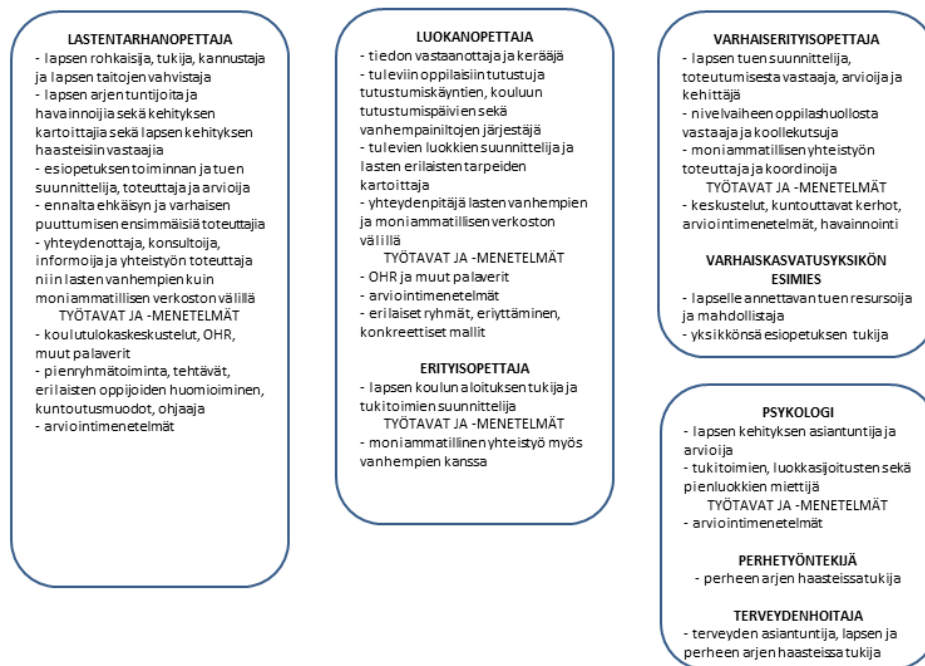 LASTENTARHANOPETTAJA
- lapsen rohkaisija, tukija, kannustaja
ja lapsen taitojen vahvistaja
- lapsen arjen tuntijoita ja
havainnoijia sekä kehityksen
kartoittajia sekä lapsen kehityksen
haasteisiin vastaajia
- esiopetuksen toiminnan ja tuen
suunnittelija, toteuttaja ja arvioija
- ennalta ehkäisyn ja varhaisen
puuttumisen ensimmäisiä toteuttajia
- yhteydenottaja, konsultoija,
informoija ja yhteistyön toteuttaja
niin lasten vanhempien kuin
moniammatillisen verkoston välillä
TYÖTAVAT JA -MENETELMÄT
- koulutulokaskeskustelut, OHR,
muut palaverit
- pienryhmätoiminta, tehtävät,
erilaisten oppijoiden huomioiminen,
kuntoutusmuodot, ohjaaja
- arviointimenetelmät
LUOKANOPETTAJA
- tiedon vastaanottaja ja kerääjä
- tuleviin oppilaisiin tutustuja
tutustumiskäyntien, kouluun
tutustumispäivien sekä
vanhempainiltojen järjestäjä
- tulevien luokkien suunnittelija ja
lasten erilaisten tarpeiden
kartoittaja
- yhteydenpitäjä lasten vanhempien
ja moniammatillisen verkoston
välillä
TYÖTAVAT JA -MENETELMÄT
- OHR ja muut palaverit
- arviointimenetelmät
- erilaiset ryhmät, eriyttäminen,
konkreettiset mallit
ERITYISOPETTAJA
- lapsen koulun aloituksen tukija ja
tukitoimien suunnittelija
TYÖTAVAT JA -MENETELMÄT
- moniammatillinen yhteistyö myös
vanhempien kanssa
VARHAISERITYISOPETTAJA
- lapsen tuen suunnittelija,
toteutumisesta vastaaja, arvioija ja
kehittäjä
- nivelvaiheen oppilashuollosta
vastaaja ja koollekutsuja
- moniammatillisen yhteistyön
toteuttaja ja koordinoija
TYÖTAVAT JA -MENETELMÄT
- keskustelut, kuntouttavat kerhot,
arviointimenetelmät, havainnointi
VARHAISKASVATUSYKSIKÖN
ESIMIES
- lapselle annettavan tuen resursoija
ja mahdollistaja
- yksikkönsä esiopetuksen tukija
PSYKOLOGI
- lapsen kehityksen asiantuntija ja
arvioija
- tukitoimien, luokkasijoitusten sekä
pienluokkien miettijä
TYÖTAVAT JA -MENETELMÄT
- arviointimenetelmät
PERHETYÖNTEKIJÄ
- perheen arjen haasteissa tukija
TERVEYDENHOITAJA
- terveyden asiantuntija, lapsen ja
perheen arjen haasteissa tukija